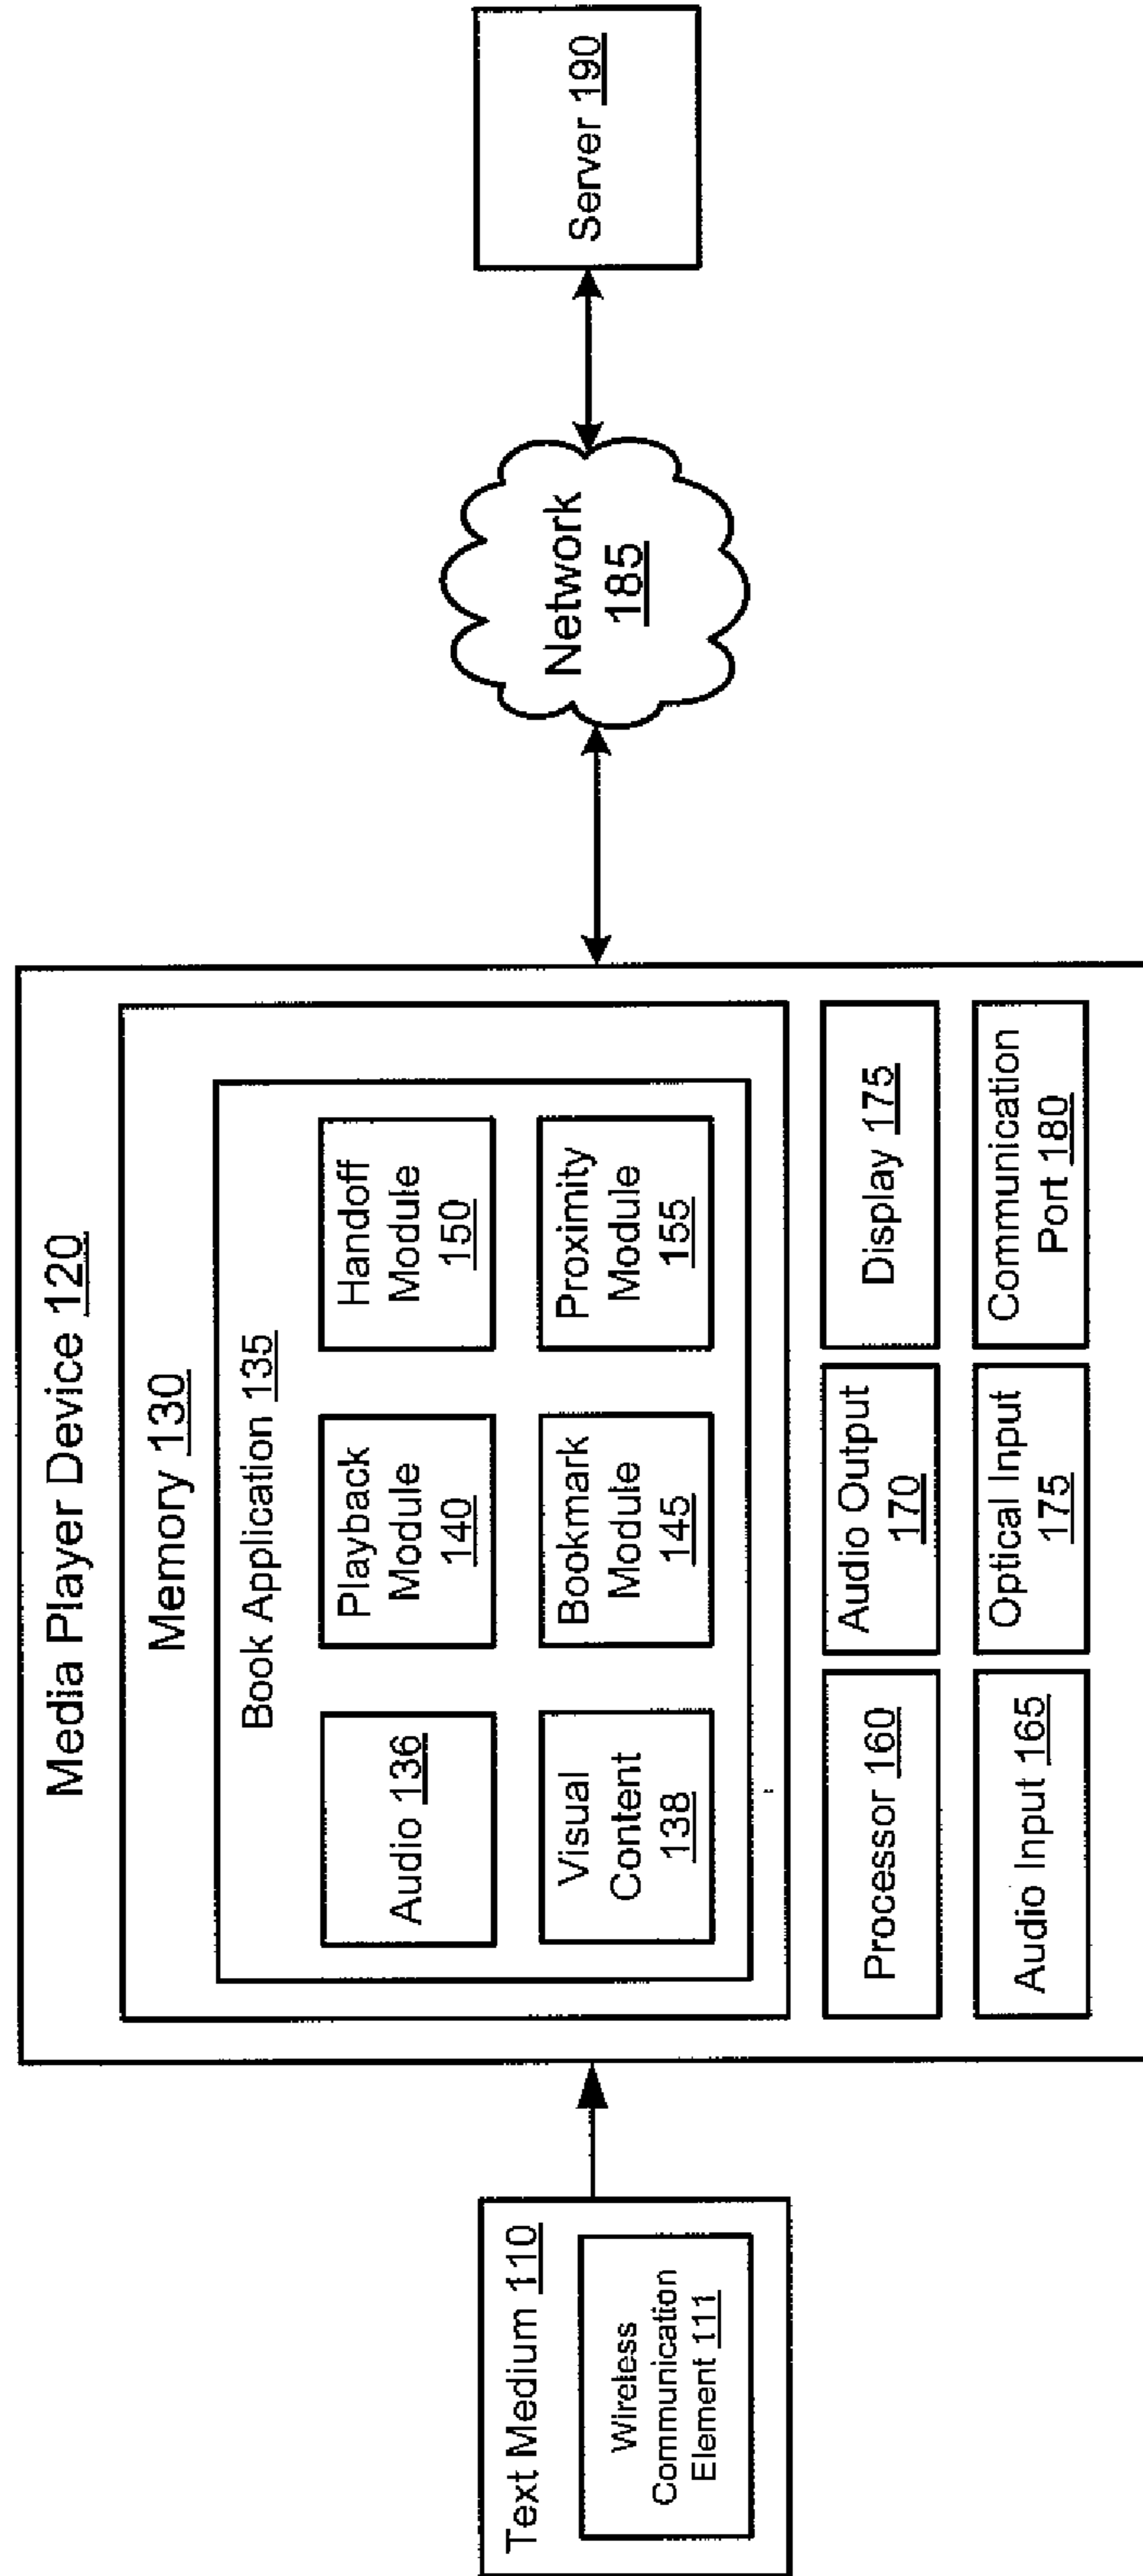 Text Medium 110
Wireless
Communication
Element 111
Media Player Device 120
Memory 130
Book Application 135
Audio 136
Playback
Module
140
Handoff
Module
150
Visual
Content
138
Bookmark
Module
145
Proximity
Module
155
Processor 160
Audio Output
170
Display 175
Audio Input 165
Optical Input
175
Communication
Port 180
Network
185
Server 190